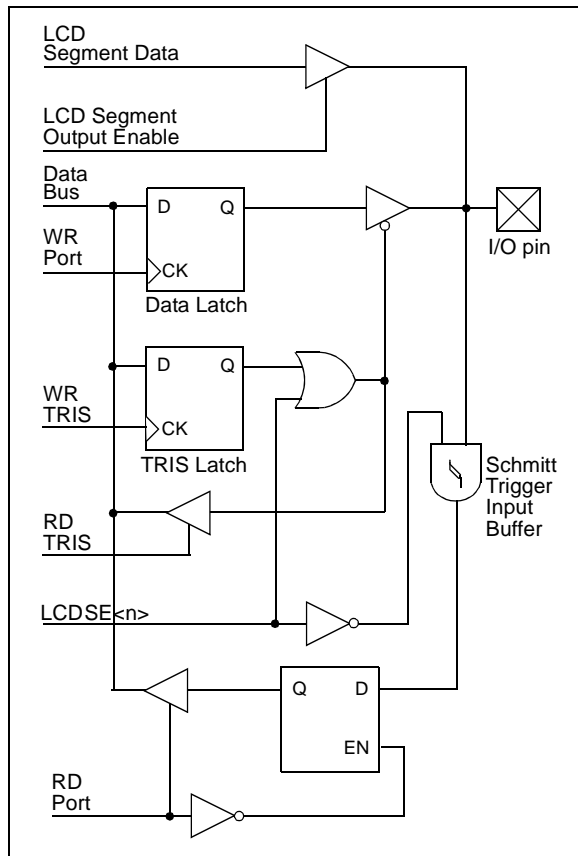 LCD
Segment Data
LCD Segment
Output Enable
Data
Bus
D
Q
WR
Port
CK
I/O pin
Data Latch
D
Q
WR
TRIS
CK
TRIS Latch
Schmitt
Trigger
Input
Buffer
RD
TRIS
LCDSE<n>
Q
D
EN
RD
Port